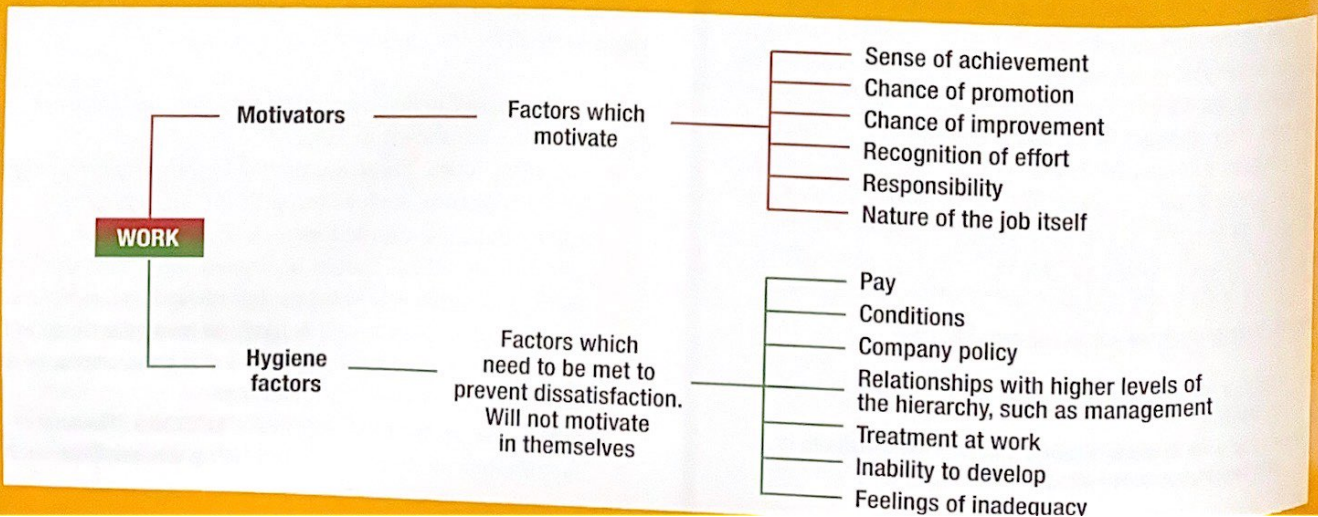 WORK
Motivators
Factors which
motivate
Sense of achievement
Chance of promotion
Chance of improvement
Recognition of effort
Responsibility
Nature of the job itself
Hygiene
factors
Factors which
need to be met to
prevent dissatisfaction.
Will not motivate
in themselves
Pay
Conditions
Company policy
Relationships with higher levels of
the hierarchy, such as management
Treatment at work
Inability to develop
Feelings of inadequacy